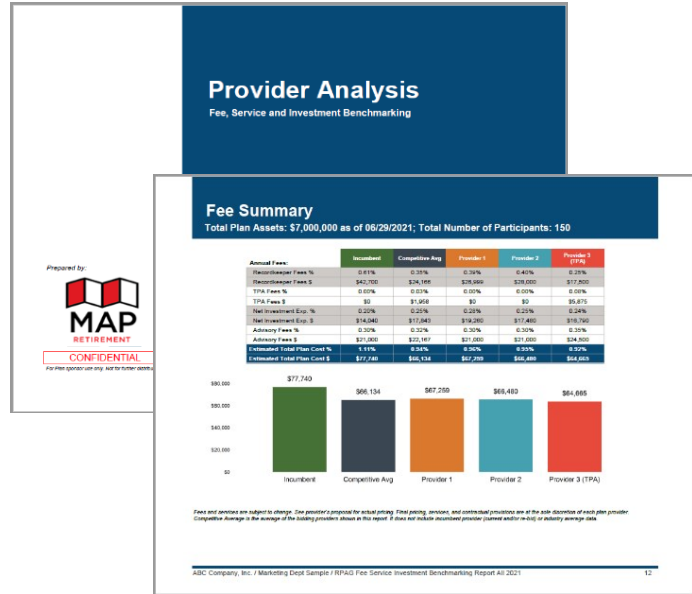 Provider Analysis
Fee, Service and Investment Benchmarking
Prepared by:
MAP
RETIREMENT
CONFIDENTIAL
For Plan sponsor use only. Not for further distribu
Fee Summary
Total Plan Assets: $7,000,000 as of 06/29/2021; Total Number of Participants: 150
Annual Fees: Incumbent Competitive Avg Provider 1 Provider 2 Provider 3 (TPA)
Recordkeeper Fees % 0.61% 0.35% 0.39% 0.40% 0.25%
Recordkeeper Fees $ $42,700 $24,166 $26,999 $28,000 $17,500
TPA Fees % 0.00% 0.03% 0.00% 0.00% 0.08%
TPA Fees $ $0 $1,958 $0 $0 $5,875
Net Investment Exp. % 0.20% 0.25% 0.28% 0.25% 0.24%
Net Investment Exp. $ $14,040 $17,843 $19,260 $17,480 $16,790
Advisory Fees % 0.30% 0.32% 0.30% 0.30% 0.35%
Advisory Fees $ $21,000 $22,167 $21,000 $21,000 $24,500
Estimated Total Plan Cost % 1.11% 0.94% 0.96% 0.95% 0.92%
Estimated Total Plan Cost $ $77,740 $66,134 $67,259 $66,480 $64,665
$77,740
$66,134
$67,259
$66,480
$64,665
$80,000
$60,000
$40,000
$20,000
$0
Incumbent Competitive Avg Provider 1 Provider 2 Provider 3 (TPA)
Fees and services are subject to change. See provider's proposal for actual pricing. Final pricing, services, and contractual provisions are at the sole discretion of each plan provider.
Competitive Average is the average of the bidding providers shown in this report. It does not include incumbent provider (current and/or re-bid) or industry average data.
ABC Company, Inc. / Marketing Dept Sample / RPAG Fee Service Investment Benchmarking Report All 2021 12